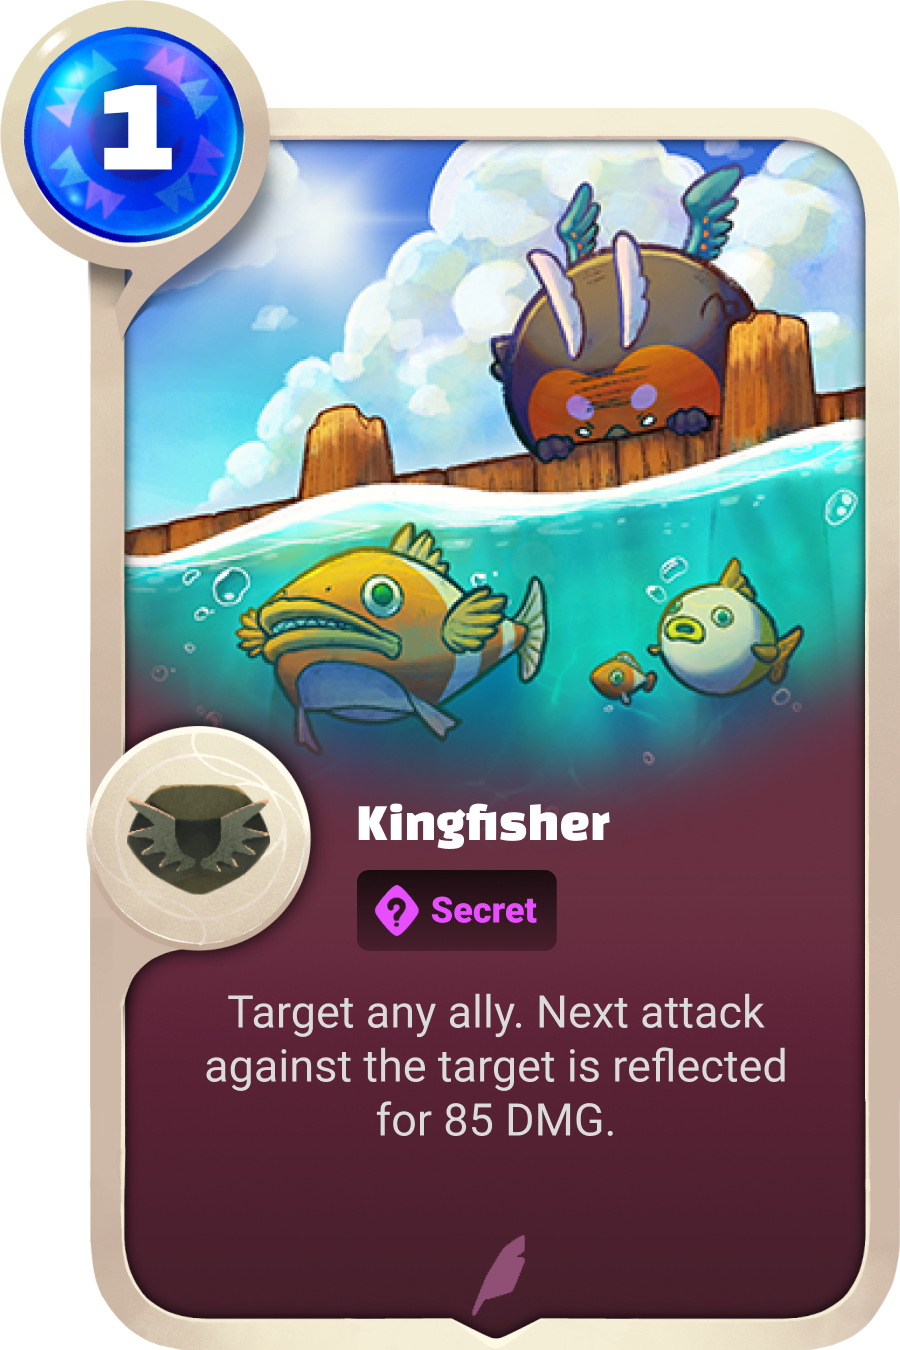 1
Kingfisher
Secret
Target any ally. Next attack
against the target is reflected
for 85 DMG.